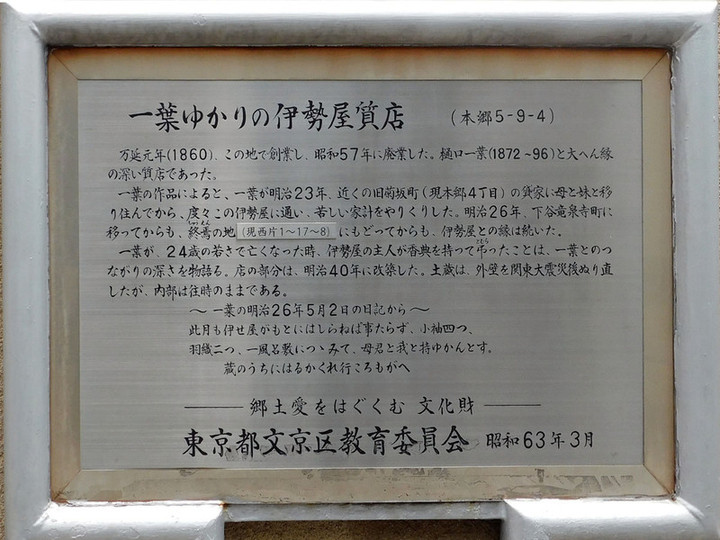 一葉ゆかりの伊勢屋質店 (本郷5-9-4)
万延元年(1860)、この地で創業し、昭和57年に廃業した。樋口一葉(1872〜96)と大へん縁
の深い質店であった。
一葉の作品によると、一葉が明治23年、近くの旧菊坂町(現本郷4丁目)の貸家に母と妹と移
り住んでから、度々この伊勢屋に通い、苦しい家計をやりくりした。明治26年、下谷竜泉寺町に
移ってからも、終焉の地(現西片1〜17〜8)にもどってからも、伊勢屋との縁は続いた。
一葉が、24歳の若さで亡くなった時、伊勢屋の主人が香典を持って弔ったことは、一葉とのつ
ながりの深さを物語る。店の部分は、明治40年に改築した。土蔵は、外壁を関東大震災後ぬり直
したが、内部は往時のままである。
〜一葉の明治26年5月2日の日記から〜
此月も伊せ屋がもとにはしらねば事たらず、小袖四つ、
羽織二つ、一風呂敷につゝみて、母君と我と持ゆかんとす。
蔵のうちにはるかくれ行ころもがへ
郷土愛をはぐくむ 文化財
東京都文京区教育委員会 昭和63年3月